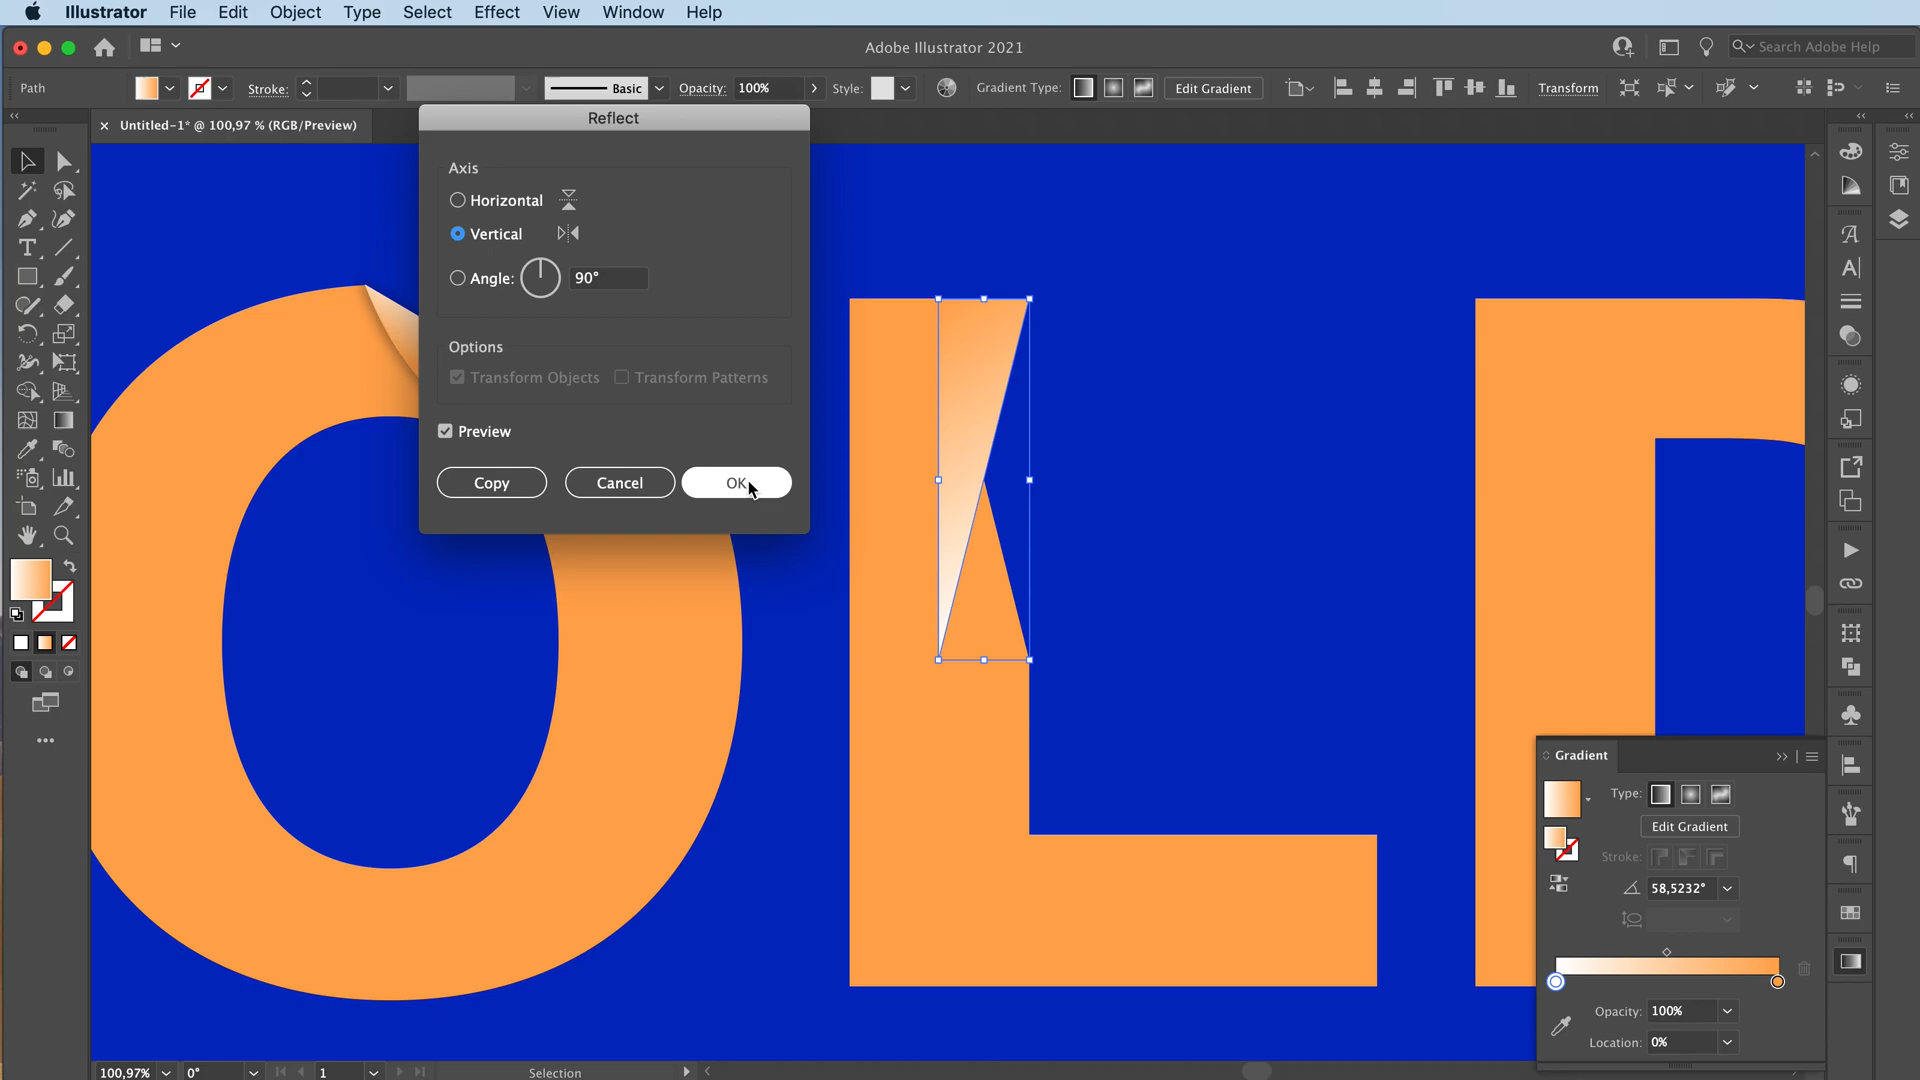 Illustrator File Edit Object Type Select Effect View Window Help
Adobe Illustrator 2021
Search Adobe Help
Path
Stroke:
Basic
Opacity: 100%
Style:
Gradient Type:
Edit Gradient
Transform
Untitled-1* @ 100,97 % (RGB/Preview)
Reflect
Axis
Horizontal
Vertical
Angle: 90°
Options
Transform Objects
Transform Patterns
Preview
Copy
Cancel
OK
OL
Gradient
Type:
Edit Gradient
Stroke:
58,5232°
Opacity: 100%
Location: 0%
100,97%
0°
1
Selection